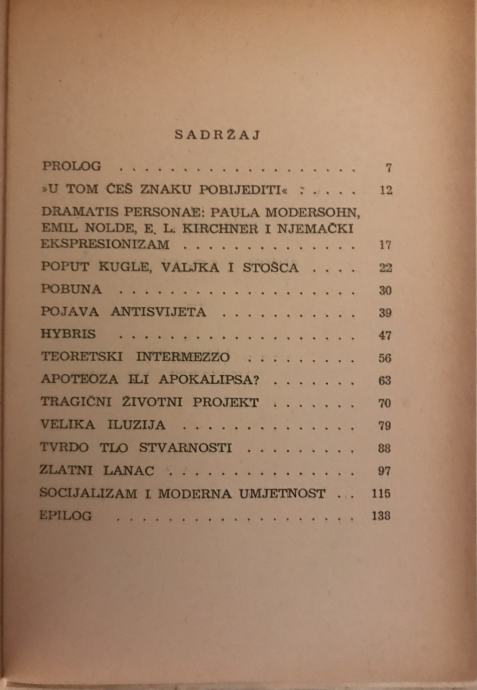 SADRŽAJ
PROLOG . . . . . . . . . . . . . . . . . . . 7
»U TOM ĆEŠ ZNAKU POBIJEDITI« . . . . . 12
DRAMATIS PERSONAE: PAULA MODERSOHN,
EMIL NOLDE, E. L. KIRCHNER I NJEMAČKI
EKSPRESIONIZAM . . . . . . . . . . . . . . 17
POPUT KUGLE, VALJKA I STOŠCA . . . . 22
POBUNA . . . . . . . . . . . . . . . . . . . 30
POJAVA ANTISVIJETA . . . . . . . . . . . 39
HYBRIS . . . . . . . . . . . . . . . . . . . 47
TEORETSKI INTERMEZZO . . . . . . . . . 56
APOTEOZA ILI APOKALIPSA? . . . . . . . 63
TRAGIČNI ŽIVOTNI PROJEKT . . . . . . . 70
VELIKA ILUZIJA . . . . . . . . . . . . . . 79
TVRDO TLO STVARNOSTI . . . . . . . . . 88
ZLATNI LANAC . . . . . . . . . . . . . . . 97
SOCIJALIZAM I MODERNA UMJETNOST . . . 115
EPILOG . . . . . . . . . . . . . . . . . . . 138